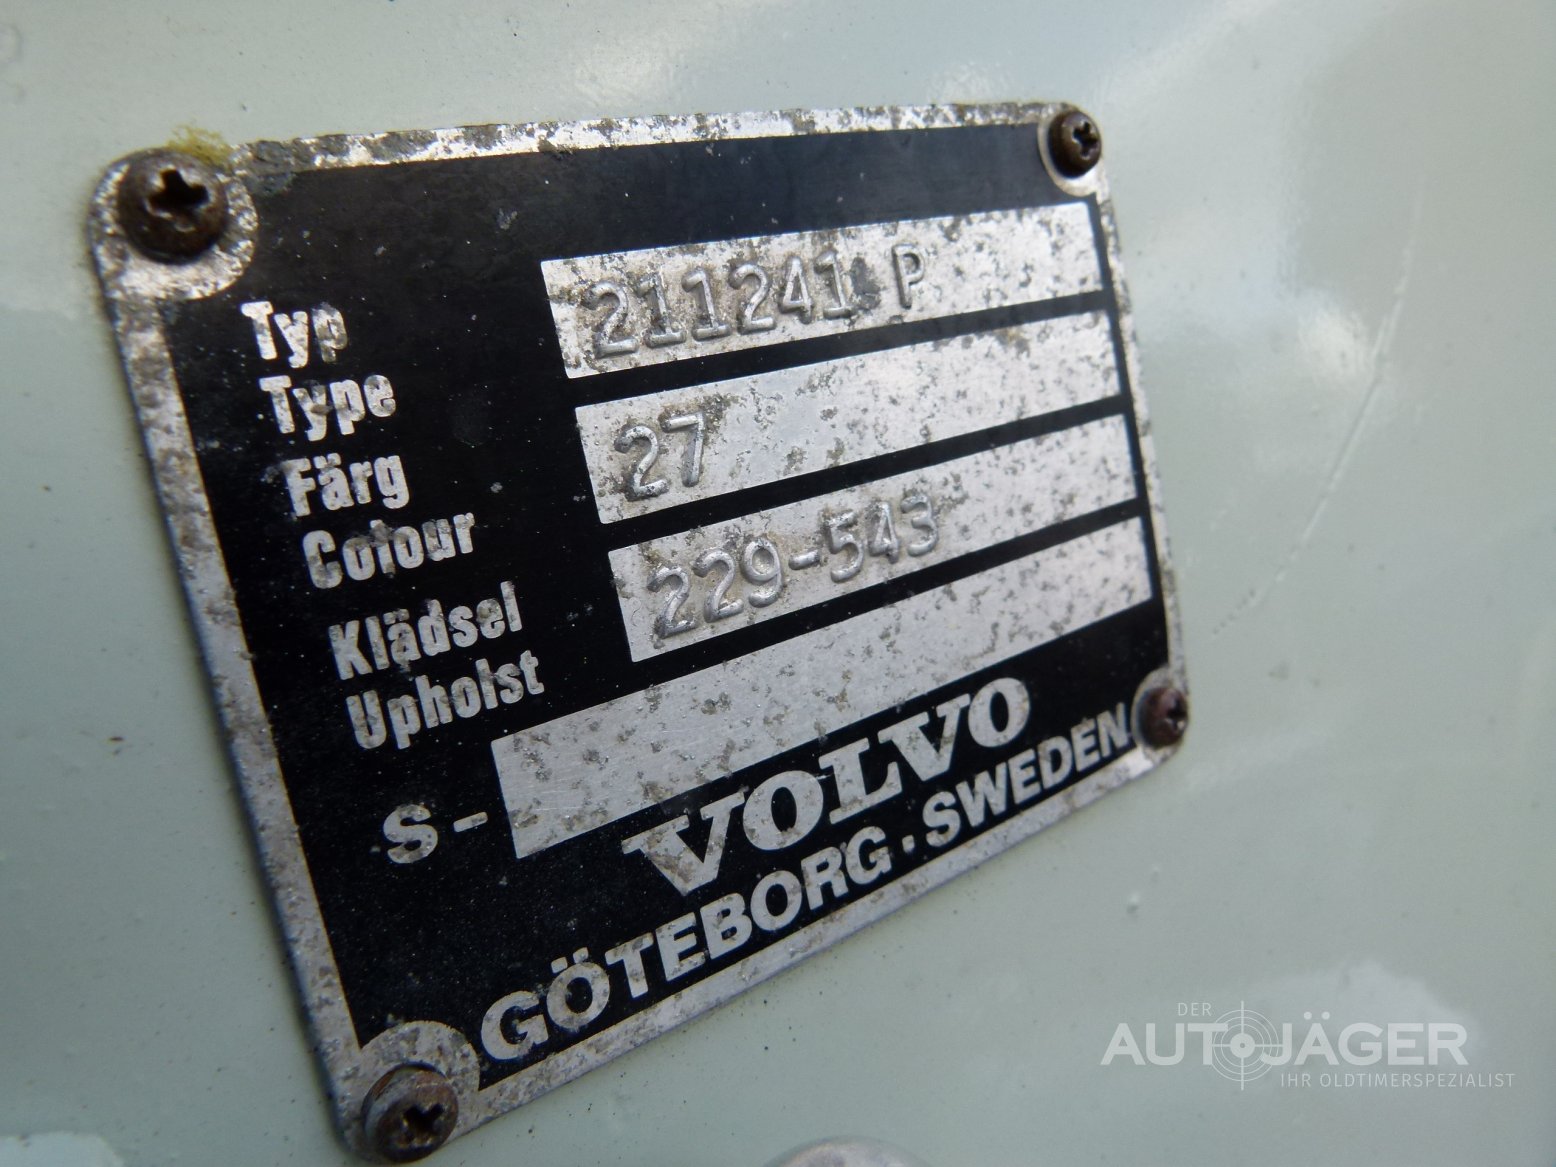 Typ
Type
211241 P
Färg
Colour
27
Klädsel
Upholst
229-543
S-
VOLVO
GÖTEBORG · SWEDEN
DER
AUTOJÄGER
IHR OLDTIMERSPEZIALIST